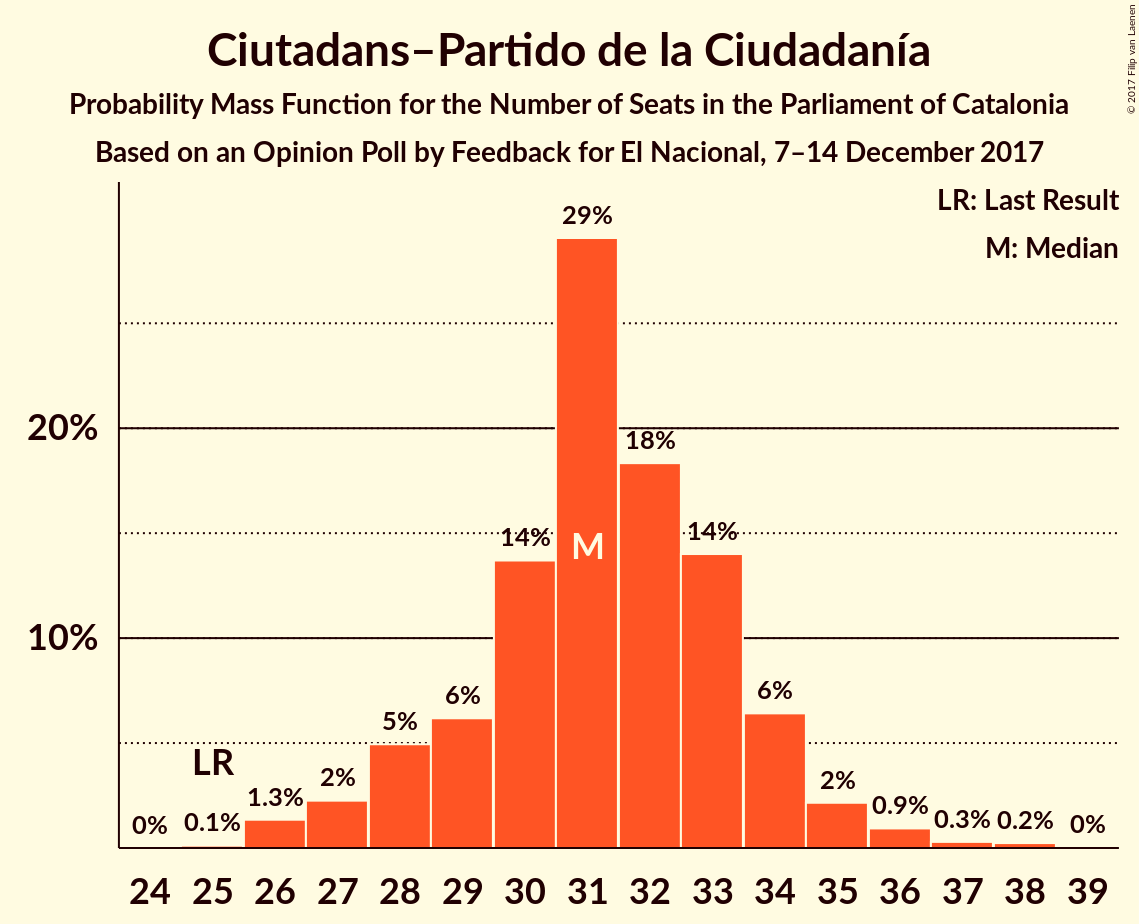 Ciutadans–Partido de la Ciudadanía
Probability Mass Function for the Number of Seats in the Parliament of Catalonia
Based on an Opinion Poll by Feedback for El Nacional, 7–14 December 2017
© 2017 Filip van Laenen
LR: Last Result
M: Median
20%
10%
0%
0.1%
LR
1.3%
2%
5%
6%
14%
29%
M
18%
14%
6%
2%
0.9%
0.3%
0.2%
0%
24 25 26 27 28 29 30 31 32 33 34 35 36 37 38 39